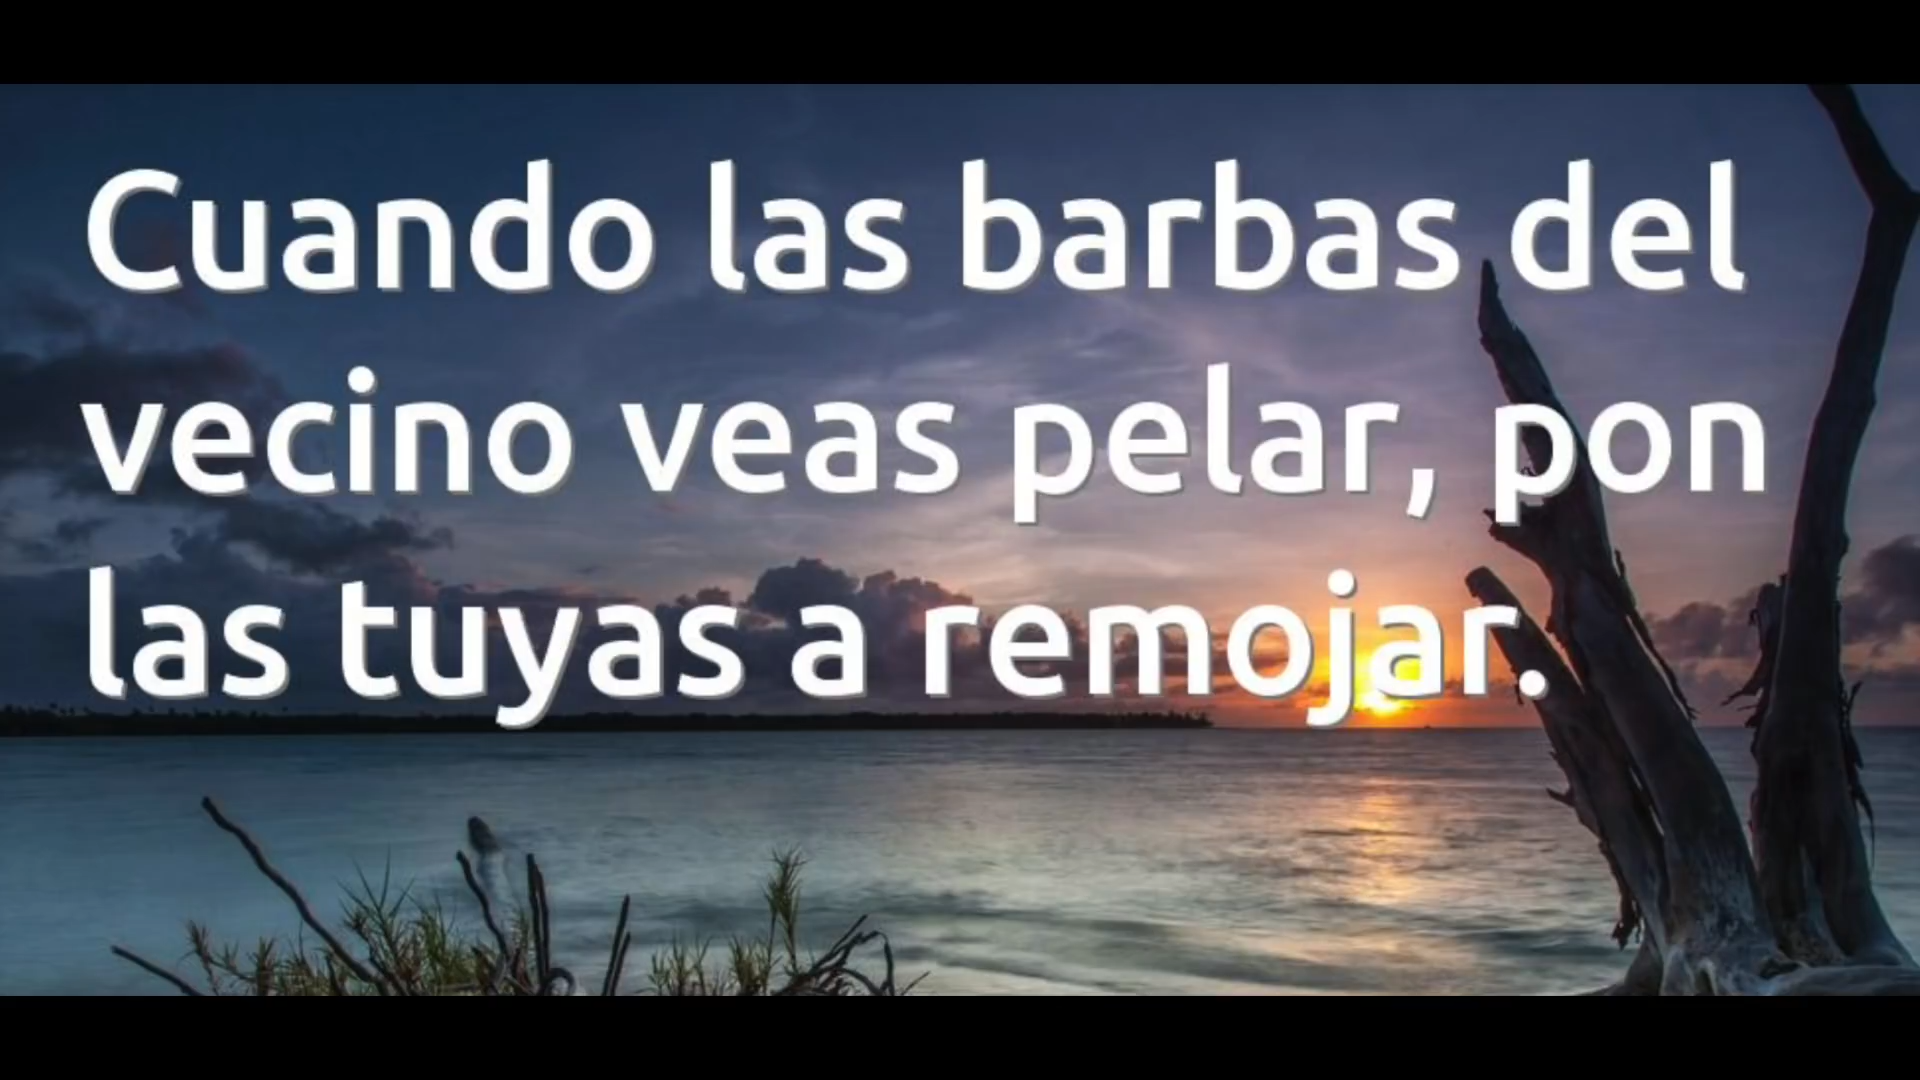 Cuando las barbas del
vecino veas pelar, pon
las tuyas a remojar.